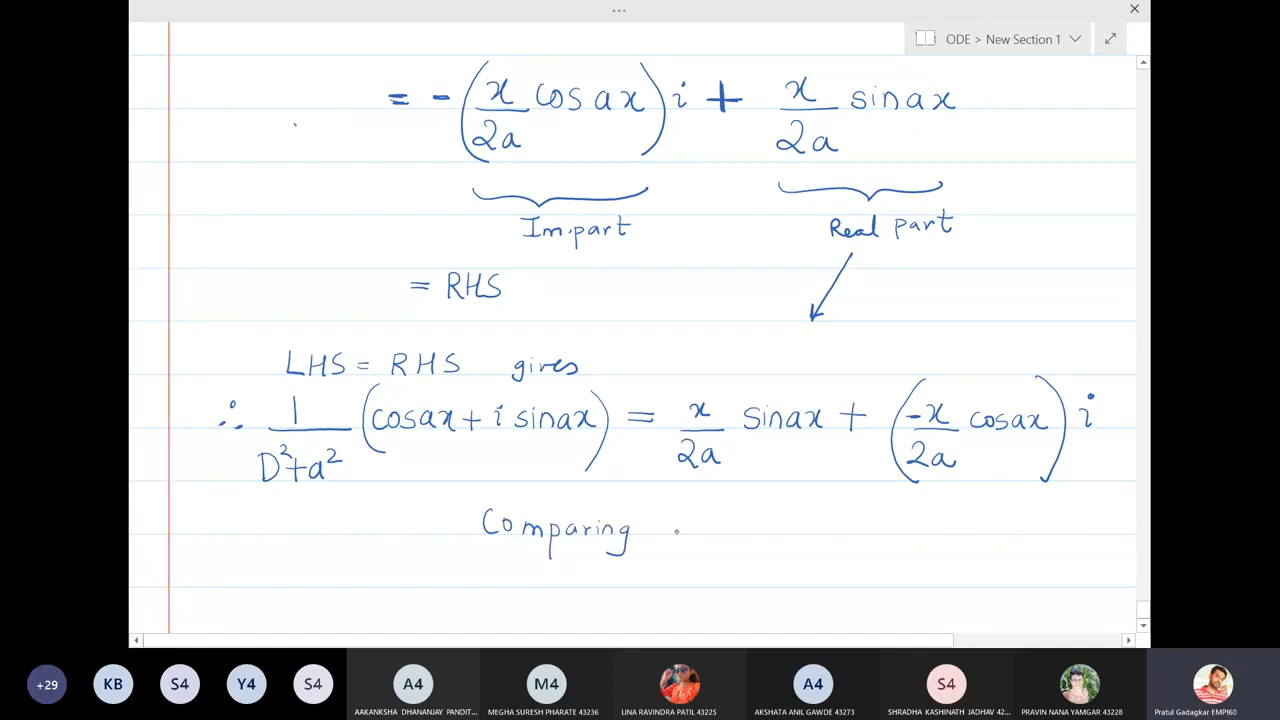 ODE > New Section 1
= - (x/2a cos ax) i + x/2a sin ax
Im.part Real part
= RHS
LHS = RHS gives
∴ 1/(D²+a²) (cos ax + i sin ax) = x/2a sin ax + (-x/2a cos ax) i
Comparing
+29 KB S4 Y4 S4 A4 M4 A4 S4
AAKANKSHA DHANANJAY PANDIT... MEGHA SURESH PHARATE 43236 LINA RAVINDRA PATIL 43225 AKSHATA ANIL GAWDE 43273 SHRADHA KASHINATH JADHAV 42... PRAVIN NANA YAMGAR 43228 Pratul Gadagkar EMP160